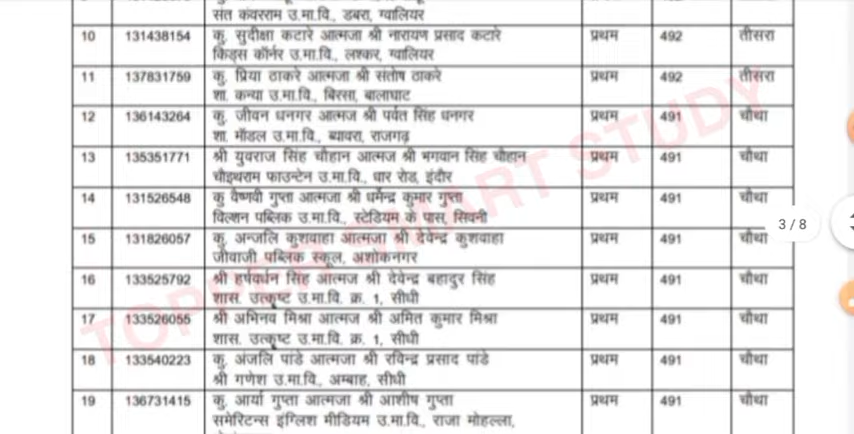 संत कंवरराम उ.मा.वि., डबरा, ग्वालियर
10 131438154 कु. सुदीक्षा कटारे आत्मजा श्री नारायण प्रसाद कटारे प्रथम 492 तीसरा
किड्स कॉर्नर उ.मा.वि., लश्कर, ग्वालियर
11 137831759 कु. प्रिया ठाकरे आत्मजा श्री संतोष ठाकरे प्रथम 492 तीसरा
शा. कन्या उ.मा.वि., बिरसा, बालाघाट
12 136143264 कु. जीवन धनगर आत्मज श्री पर्वत सिंह धनगर प्रथम 491 चौथा
शा. मॉडल उ.मा.वि., ब्यावरा, राजगढ़
13 135351771 श्री युवराज सिंह चौहान आत्मज श्री भगवान सिंह चौहान प्रथम 491 चौथा
चौइथराम फाउन्टेन उ.मा.वि., धार रोड, इंदौर
14 131526548 कु वैष्णवी गुप्ता आत्मजा श्री धर्मेन्द्र कुमार गुप्ता प्रथम 491 चौथा
विल्शन पब्लिक उ.मा.वि., स्टेडियम के पास, सिवनी
15 131826057 कु. अन्जलि कुशवाहा आत्मजा श्री देवेन्द्र कुशवाहा प्रथम 491 चौथा
जीवाजी पब्लिक स्कूल, अशोकनगर
16 133525792 श्री हर्षवर्धन सिंह आत्मज श्री देवेन्द्र बहादुर सिंह प्रथम 491 चौथा
शास. उत्कृष्ट उ.मा.वि. क्र. 1, सीधी
17 133526055 श्री अभिनव मिश्रा आत्मज श्री अमित कुमार मिश्रा प्रथम 491 चौथा
शास. उत्कृष्ट उ.मा.वि. क्र. 1, सीधी
18 133540223 कु. अंजलि पांडे आत्मजा श्री रविन्द्र प्रसाद पांडे प्रथम 491 चौथा
श्री गणेश उ.मा.वि., अम्बाह, सीधी
19 136731415 कु. आर्या गुप्ता आत्मजा श्री आशीष गुप्ता प्रथम 491 चौथा
समेरिटन्स इंग्लिश मीडियम उ.मा.वि., राजा मोहल्ला,
3 / 8
TOPPER SMART STUDY